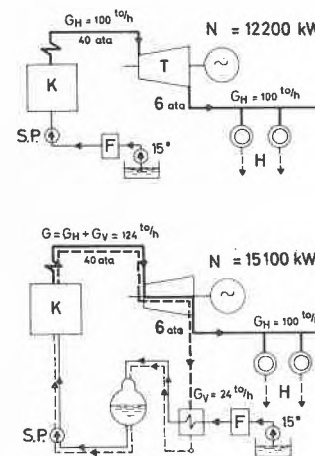 G_H = 100 to/h
N = 12200 kW
40 ata
T
~
K
6 ata
G_H = 100 to/h
S.P.
F
15°
H
G = G_H + G_V = 124 to/h
N = 15100 kW
40 ata
~
K
6 ata
G_H = 100 to/h
H
G_V = 24 to/h
F
15°
S.P.